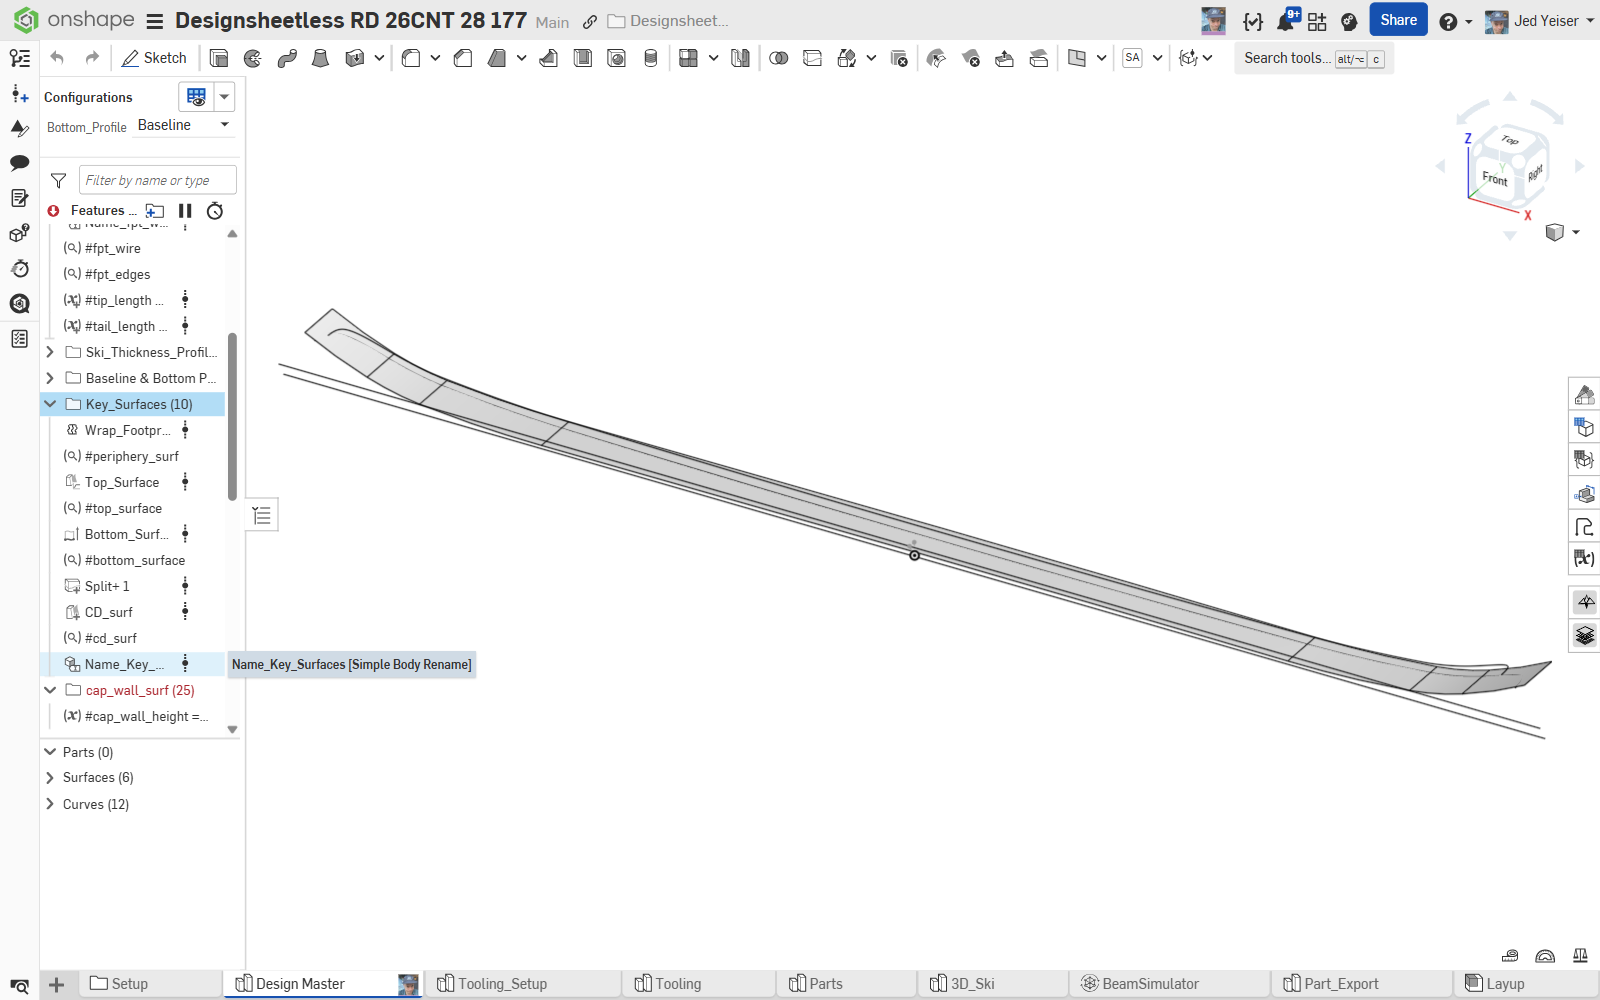 onshape
Designsheetless RD 26CNT 28 177
Main
Designsheet...
9+
Share
Jed Yeiser
Sketch
SA
Search tools...
alt/⌥
c
Configurations
Bottom_Profile
Baseline
Filter by name or type
Features ...
Name_fpt_w...
#fpt_wire
#fpt_edges
#tip_length ...
#tail_length ...
Ski_Thickness_Profil...
Baseline & Bottom P...
Key_Surfaces (10)
Wrap_Footpr...
#periphery_surf
Top_Surface
#top_surface
Bottom_Surf...
#bottom_surface
Split+ 1
CD_surf
#cd_surf
Name_Key_...
Name_Key_Surfaces [Simple Body Rename]
cap_wall_surf (25)
#cap_wall_height =...
Parts (0)
Surfaces (6)
Curves (12)
Z
Top
Y
Front
Right
X
Setup
Design Master
Tooling_Setup
Tooling
Parts
3D_Ski
BeamSimulator
Part_Export
Layup